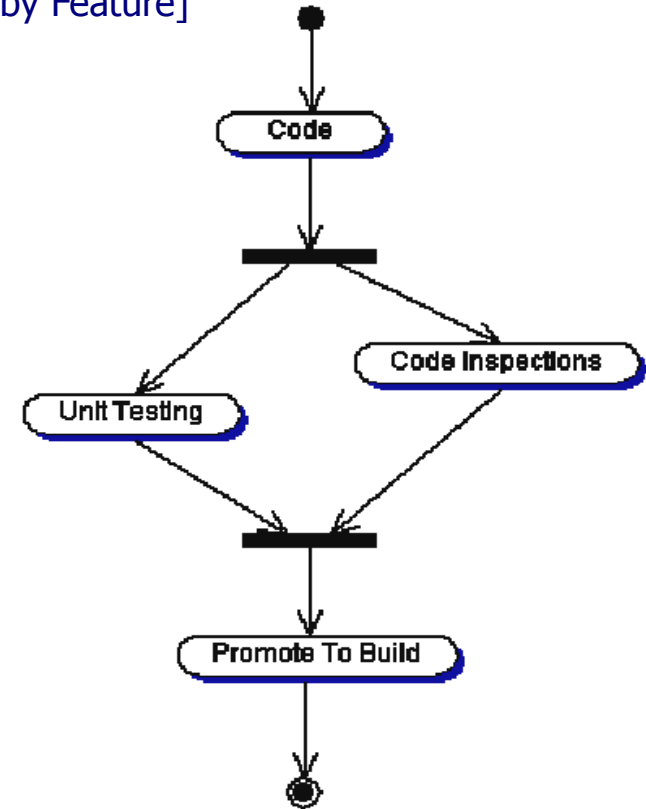 by Feature]
Code
Code Inspections
Unit Testing
Promote To Build